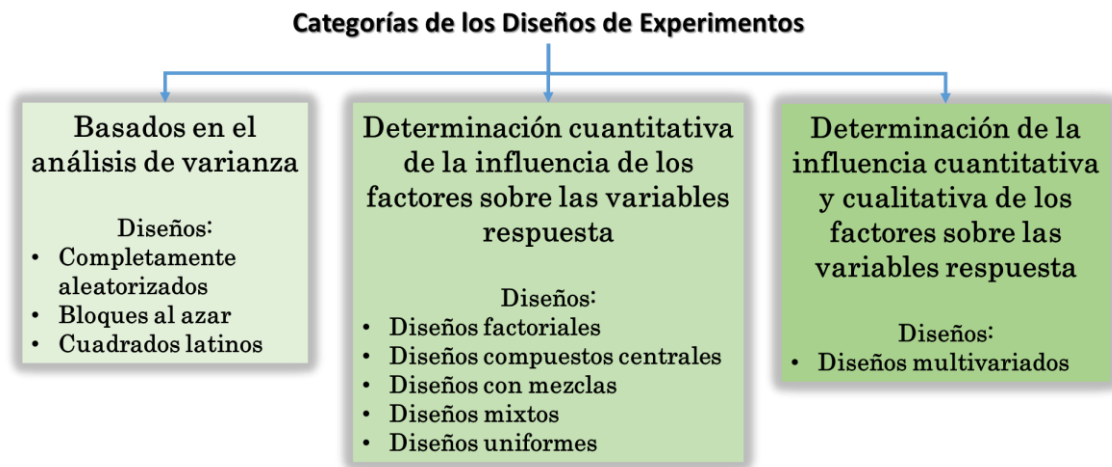 Categorías de los Diseños de Experimentos
Basados en el
análisis de varianza
Diseños:
• Completamente
aleatorizados
• Bloques al azar
• Cuadrados latinos
Determinación cuantitativa
de la influencia de los
factores sobre las variables
respuesta
Diseños:
• Diseños factoriales
• Diseños compuestos centrales
• Diseños con mezclas
• Diseños mixtos
• Diseños uniformes
Determinación de la
influencia cuantitativa
y cualitativa de los
factores sobre las
variables respuesta
Diseños:
• Diseños multivariados